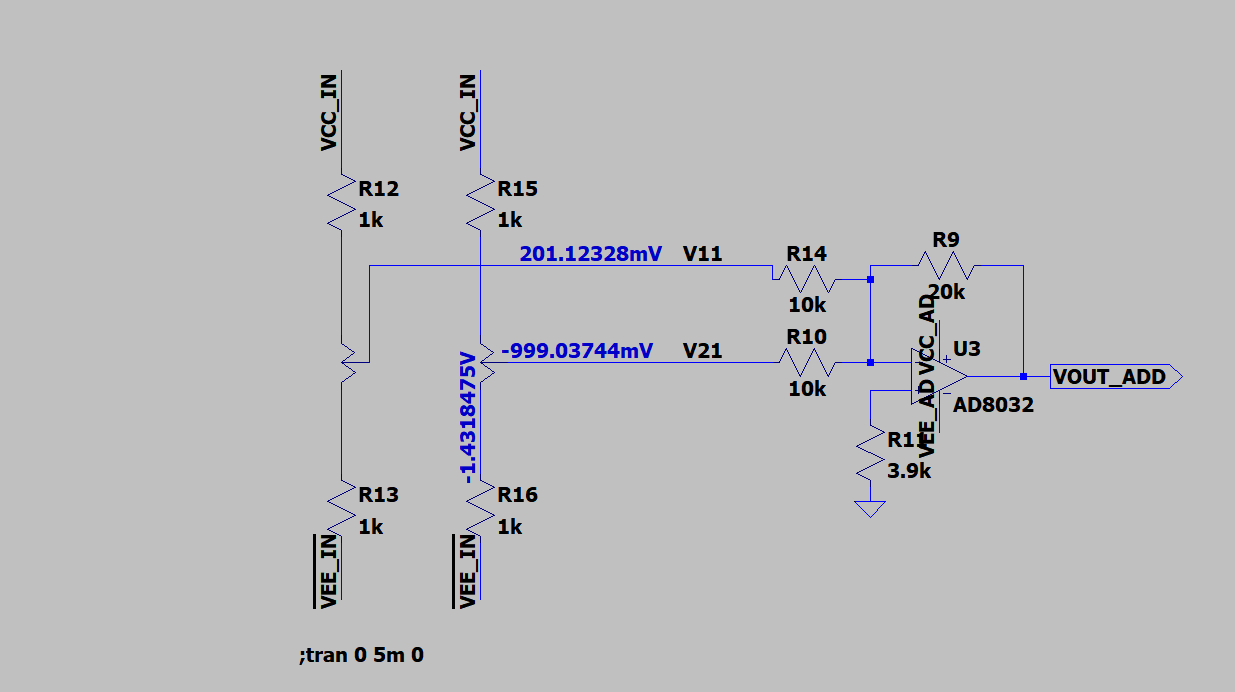 VCC_IN
VCC_IN
R12
1k
R15
1k
201.12328mV
V11
R14
10k
R9
20k
-999.03744mV
V21
R10
10k
VCC_AD
U3
VOUT_ADD
-1.4318475V
VEE_AD
AD8032
R11
3.9k
R13
1k
R16
1k
VEE_IN
VEE_IN
;tran 0 5m 0